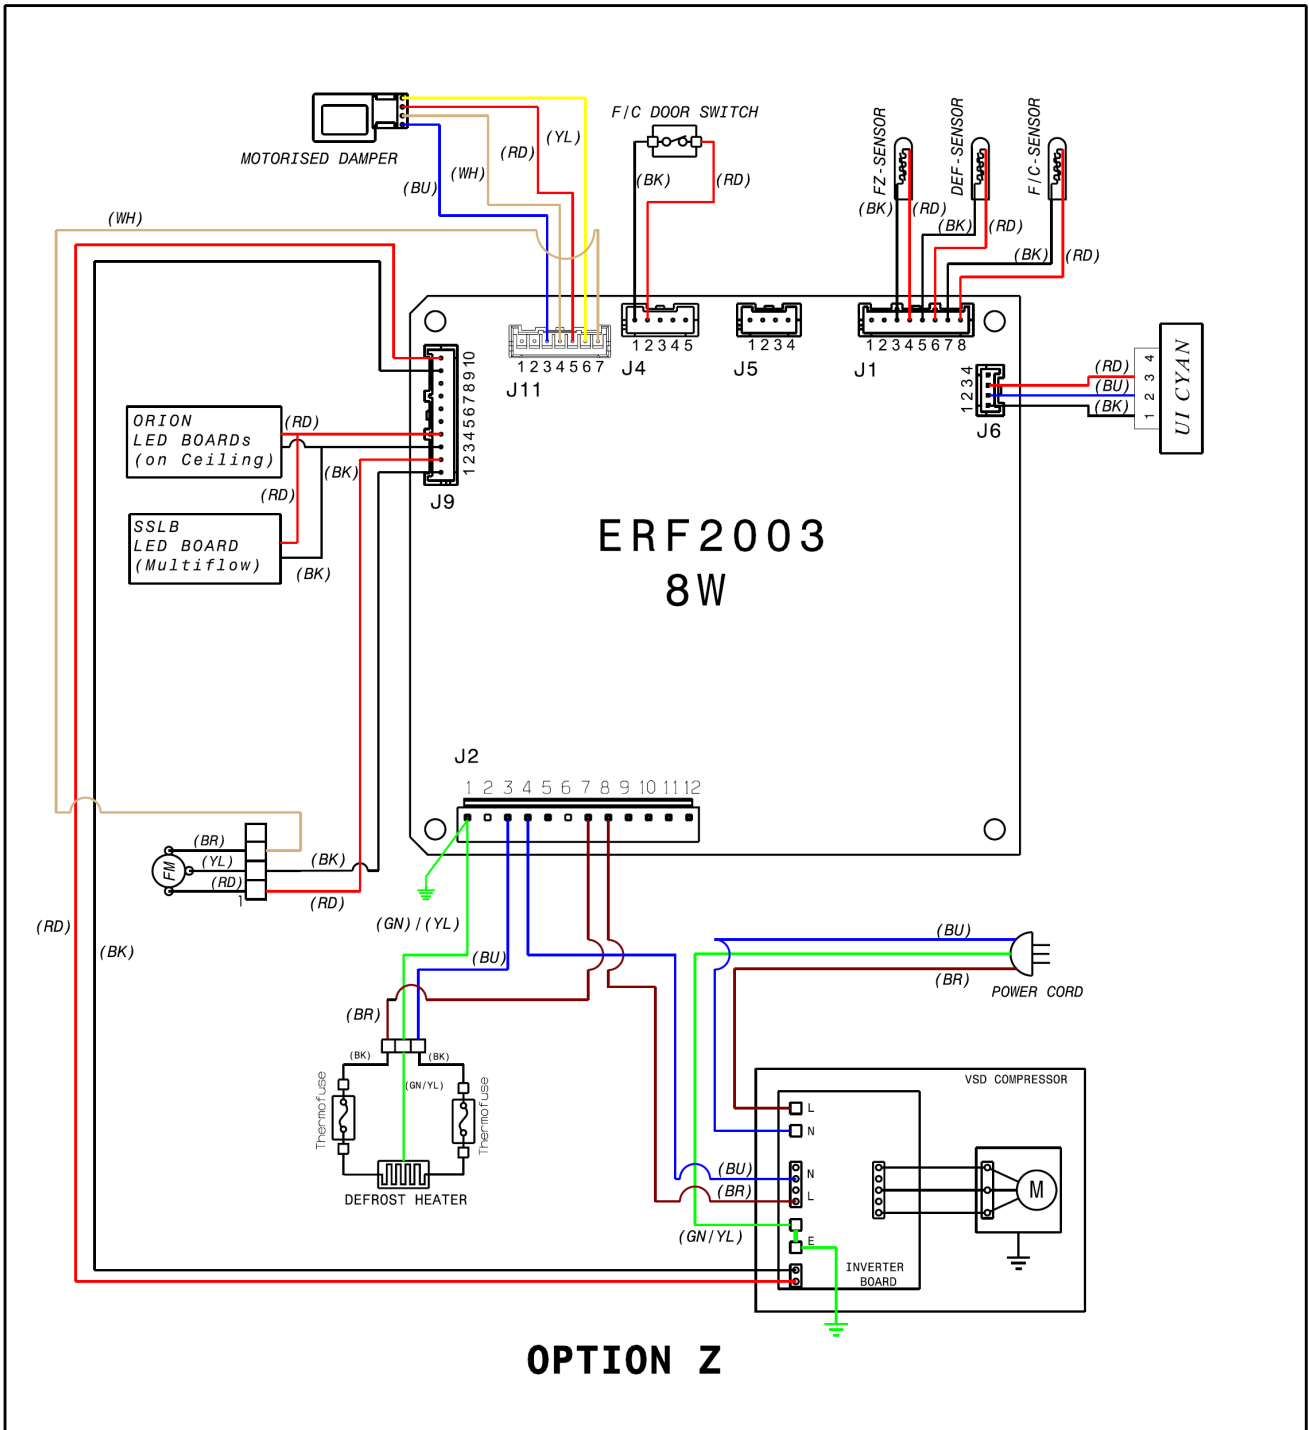 F/C DOOR SWITCH
FZ-SENSOR
DEF-SENSOR
F/C-SENSOR
MOTORISED DAMPER
(YL)
(RD)
(WH)
(BU)
(BK)
(RD)
(BK)
(RD)
(BK)
(RD)
(BK)
(RD)
(WH)
1 2 3 4 5 6 7
J11
1 2 3 4 5
J4
1 2 3 4
J5
1 2 3 4 5 6 7 8
J1
1 2 3 4
J6
(RD)
(BU)
(BK)
1 2 3 4
UI CYAN
1 2 3 4 5 6 7 8 9 10
J9
ORION
LED BOARDs
(on Ceiling)
(RD)
(BK)
(RD)
SSLB
LED BOARD
(Multiflow)
(BK)
ERF2003
8W
J2
1 2 3 4 5 6 7 8 9 10 11 12
(BR)
(YL)
(RD)
FM
1
(BK)
(RD)
(RD)
(BK)
(GN)/(YL)
(BU)
(BR)
(BK)
(BK)
(GN/YL)
Thermofuse
Thermofuse
DEFROST HEATER
(BU)
(BR)
POWER CORD
VSD COMPRESSOR
L
N
N
L
E
(BU)
(BR)
(GN/YL)
M
INVERTER
BOARD
OPTION Z